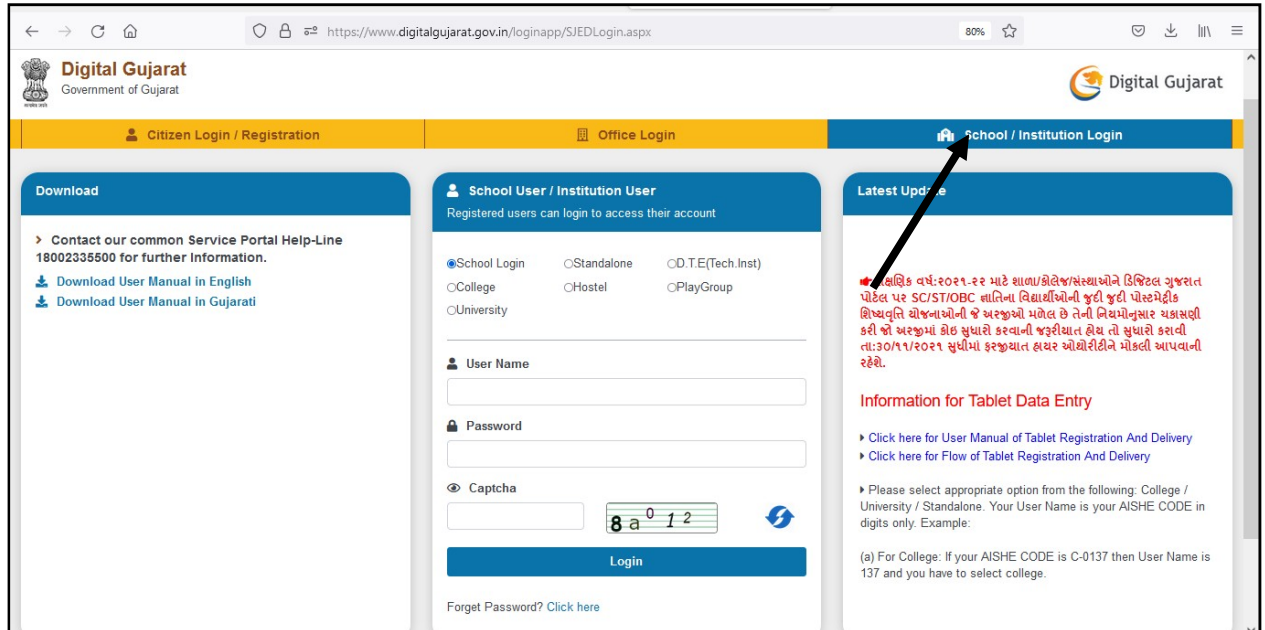 https://www.digitalgujarat.gov.in/loginapp/SJEDLogin.aspx
80%
Digital Gujarat
Government of Gujarat
Digital Gujarat
Citizen Login / Registration
Office Login
School / Institution Login
Download
Contact our common Service Portal Help-Line
18002335500 for further Information.
Download User Manual in English
Download User Manual in Gujarati
School User / Institution User
Registered users can login to access their account
School Login
Standalone
D.T.E(Tech.Inst)
College
Hostel
PlayGroup
University
User Name
Password
Captcha
8a012
Login
Forget Password? Click here
Latest Update
વર્ષ:૨૦૨૧-૨૨ માટે શાળા/કોલેજ/સંસ્થાઓને ડિજિટલ ગુજરાત
પોર્ટલ પર SC/ST/OBC જ્ઞાતિના વિદ્યાર્થીઓની જુદી જુદી પોસ્ટમેટ્રીક
શિષ્યવૃતિ યોજનાઓની જે અરજીઓ મળેલ છે તેની નિયમોનુસાર ચકાસણી
કરી જો અરજીમાં કોઇ સુધારો કરવાની જરૂરીયાત હોય તો સુધારો કરાવી
તા:૩૦/૧૧/૨૦૨૧ સુધીમાં ફરજીયાત હાયર ઓથોરીટીને મોકલી આપવાની
રહેશે.
Information for Tablet Data Entry
Click here for User Manual of Tablet Registration And Delivery
Click here for Flow of Tablet Registration And Delivery
Please select appropriate option from the following: College /
University / Standalone. Your User Name is your AISHE CODE in
digits only. Example:
(a) For College: If your AISHE CODE is C-0137 then User Name is
137 and you have to select college.